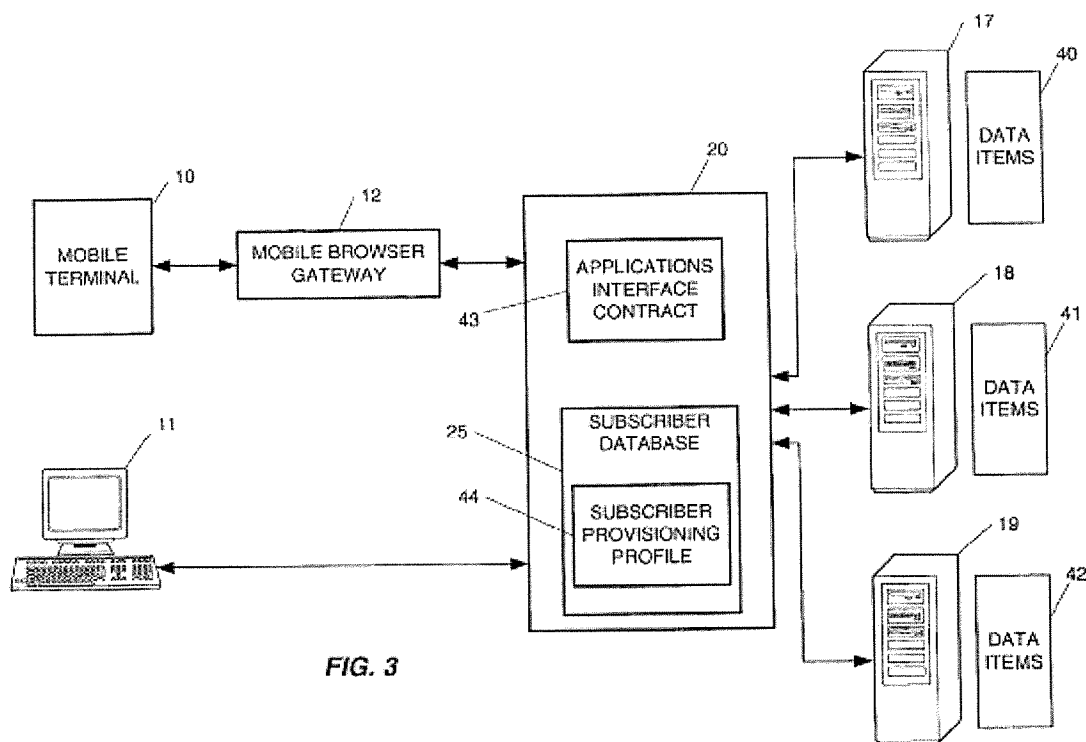 17
40
DATA
ITEMS
20
10
12
MOBILE
TERMINAL
MOBILE BROWSER
GATEWAY
APPLICATIONS
INTERFACE
CONTRACT
43
18
41
DATA
ITEMS
11
25
SUBSCRIBER
DATABASE
44
SUBSCRIBER
PROVISIONING
PROFILE
19
42
DATA
ITEMS
FIG. 3